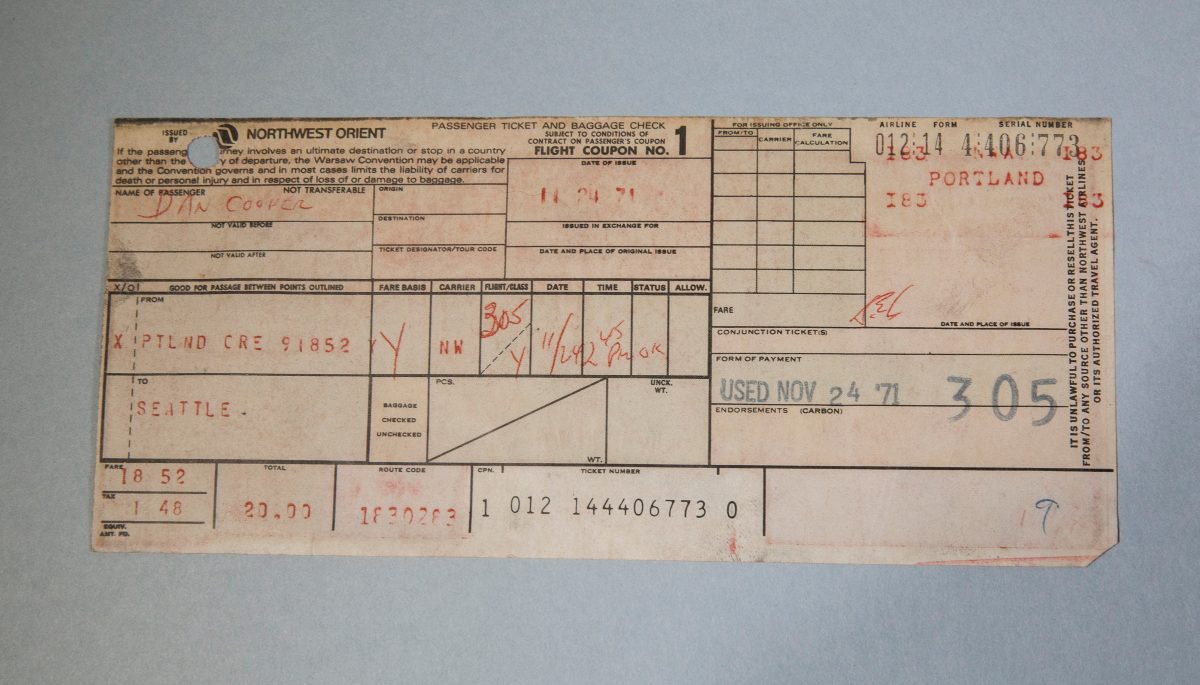 ISSUED BY
NORTHWEST ORIENT
PASSENGER TICKET AND BAGGAGE CHECK
SUBJECT TO CONDITIONS OF
CONTRACT ON PASSENGER'S COUPON
FLIGHT COUPON NO. 1
If the passeng rney involves an ultimate destination or stop in a country
other than the y of departure, the Warsaw Convention may be applicable
and the Convention governs and in most cases limits the liability of carriers for
death or personal injury and in respect of loss of or damage to baggage.
NAME OF PASSENGER NOT TRANSFERABLE
DAN COOPER
NOT VALID BEFORE
NOT VALID AFTER
ORIGIN
DESTINATION
TICKET DESIGNATOR/TOUR CODE
DATE OF ISSUE
11 24 71
ISSUED IN EXCHANGE FOR
DATE AND PLACE OF ORIGINAL ISSUE
FOR ISSUING OFFICE ONLY
FROM/TO CARRIER FARE CALCULATION
AIRLINE FORM SERIAL NUMBER
012:14 4:406:773
183 183
PORTLAND
183
FARE
DATE AND PLACE OF ISSUE
IT IS UNLAWFUL TO PURCHASE OR RESELL THIS TICKET
FROM/TO ANY SOURCE OTHER THAN NORTHWEST AIRLINES
OR ITS AUTHORIZED TRAVEL AGENT.
X/O GOOD FOR PASSAGE BETWEEN POINTS OUTLINED FARE BASIS CARRIER FLIGHT/CLASS DATE TIME STATUS ALLOW.
FROM
X PTLND ORE 91852 Y Y NW 305 Y 11/24 2 45 PM OK
TO
SEATTLE
BAGGAGE
CHECKED
UNCHECKED
PCS.
WT.
UNCK. WT.
CONJUNCTION TICKET(S)
FORM OF PAYMENT
USED NOV 24 '71 305
ENDORSEMENTS (CARBON)
FARE
18 52
TAX
1 48
EQUIV.
AMT. PD.
TOTAL
20.00
ROUTE CODE
1830283
CPN. TICKET NUMBER
1 012 144406773 0